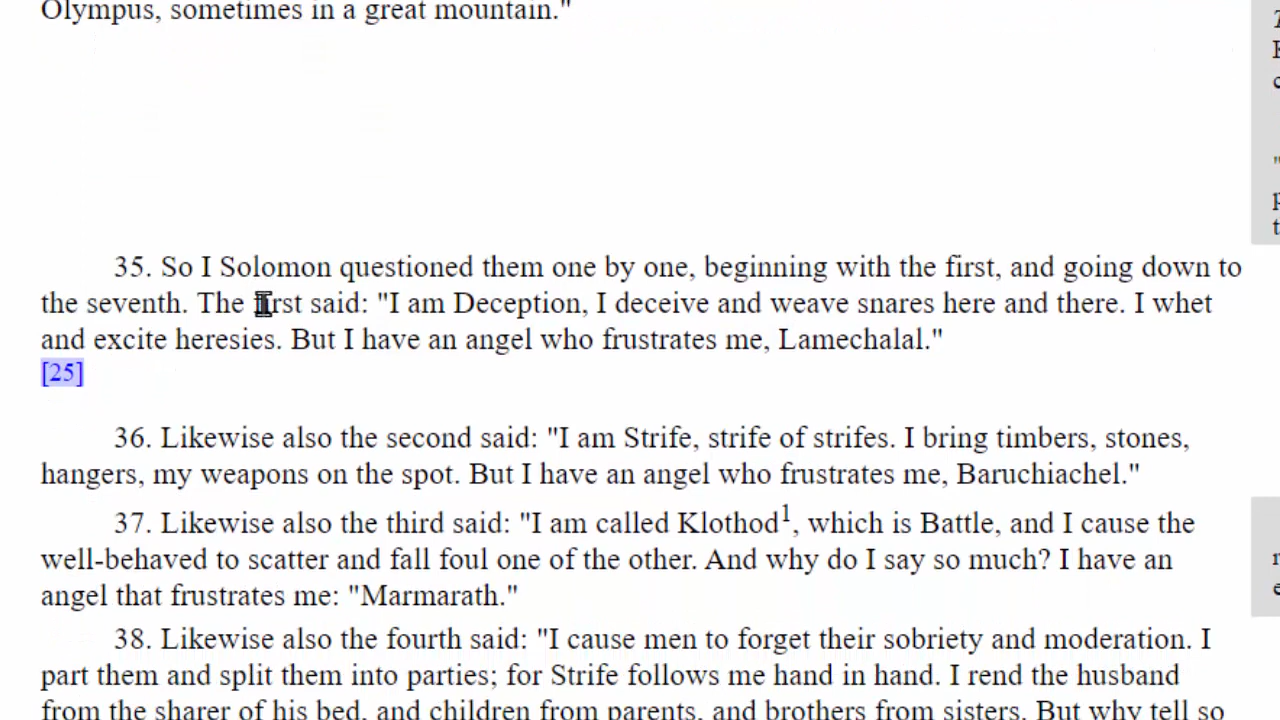 Olympus, sometimes in a great mountain."
35. So I Solomon questioned them one by one, beginning with the first, and going down to
the seventh. The first said: "I am Deception, I deceive and weave snares here and there. I whet
and excite heresies. But I have an angel who frustrates me, Lamechalal."
[25]
36. Likewise also the second said: "I am Strife, strife of strifes. I bring timbers, stones,
hangers, my weapons on the spot. But I have an angel who frustrates me, Baruchiachel."
37. Likewise also the third said: "I am called Klothod1, which is Battle, and I cause the
well-behaved to scatter and fall foul one of the other. And why do I say so much? I have an
angel that frustrates me: "Marmarath."
38. Likewise also the fourth said: "I cause men to forget their sobriety and moderation. I
part them and split them into parties; for Strife follows me hand in hand. I rend the husband
from the sharer of his bed, and children from parents, and brothers from sisters. But why tell so